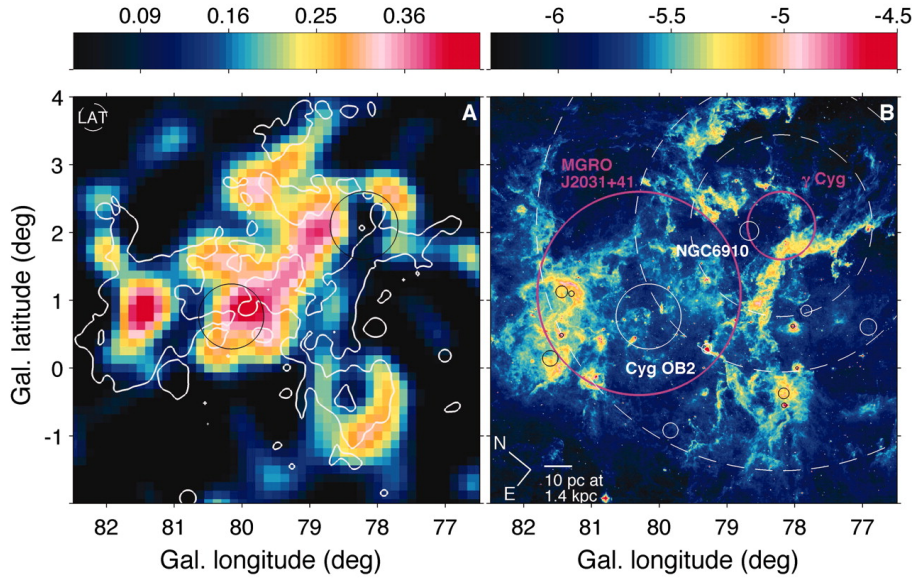 0.09 0.16 0.25 0.36
-6 -5.5 -5 -4.5
LAT
A
4
3
2
1
0
-1
Gal. latitude (deg)
82 81 80 79 78 77
Gal. longitude (deg)
B
MGRO
J2031+41
γ Cyg
NGC6910
Cyg OB2
N
E
10 pc at
1.4 kpc
82 81 80 79 78 77
Gal. longitude (deg)